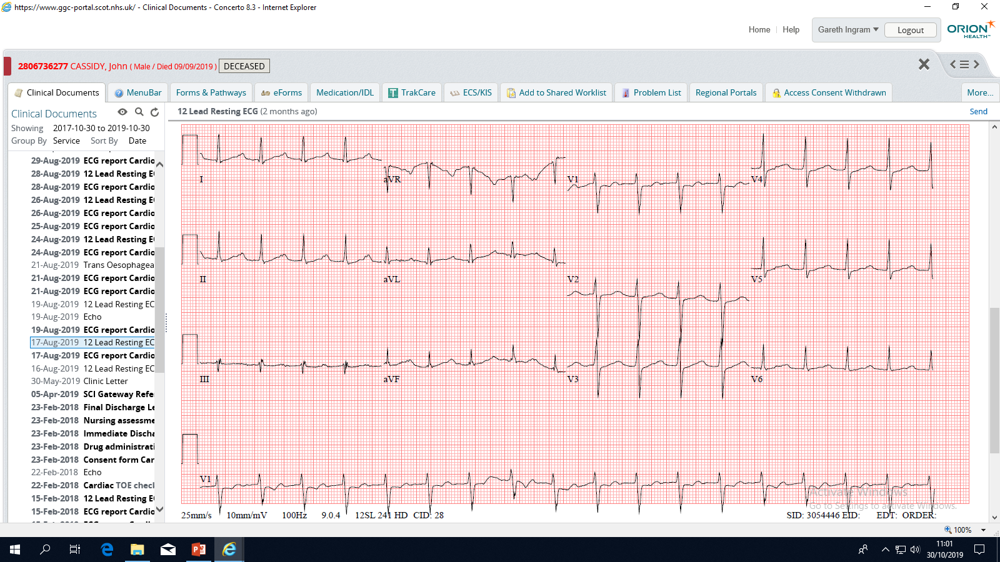 https://www.ggc-portal.scot.nhs.uk/ - Clinical Documents - Concerto 8.3 - Internet Explorer
Home Help Gareth Ingram Logout ORION HEALTH™
2806736277 CASSIDY, John ( Male / Died 09/09/2019 ) DECEASED
Clinical Documents MenuBar Forms & Pathways eForms Medication/IDL TrakCare ECS/KIS Add to Shared Worklist Problem List Regional Portals Access Consent Withdrawn More...
Clinical Documents
Showing 2017-10-30 to 2019-10-30
Group By Service Sort By Date
29-Aug-2019 ECG report Cardio
28-Aug-2019 12 Lead Resting E
28-Aug-2019 ECG report Cardio
26-Aug-2019 12 Lead Resting E
26-Aug-2019 ECG report Cardio
25-Aug-2019 ECG report Cardio
24-Aug-2019 12 Lead Resting E
24-Aug-2019 ECG report Cardio
21-Aug-2019 Trans Oesophagea
21-Aug-2019 ECG report Cardio
21-Aug-2019 ECG report Cardio
19-Aug-2019 12 Lead Resting EC
19-Aug-2019 Echo
19-Aug-2019 ECG report Cardio
17-Aug-2019 12 Lead Resting EC
17-Aug-2019 ECG report Cardio
16-Aug-2019 12 Lead Resting EC
30-May-2019 Clinic Letter
05-Apr-2019 SCI Gateway Refe
23-Feb-2018 Final Discharge Le
23-Feb-2018 Nursing assessme
23-Feb-2018 Immediate Discha
23-Feb-2018 Drug administrati
23-Feb-2018 Consent form Car
22-Feb-2018 Echo
22-Feb-2018 Cardiac TOE check
15-Feb-2018 12 Lead Resting E
15-Feb-2018 ECG report Cardio
12 Lead Resting ECG (2 months ago) Send
I aVR V1 V4
II aVL V2 V5
III aVF V3 V6
V1
Activate Windows
Go to Settings to activate Windows.
25mm/s 10mm/mV 100Hz 9.0.4 12SL 241 HD CID: 28 SID: 3054446 EID: EDT: ORDER:
100%
11:01
30/10/2019